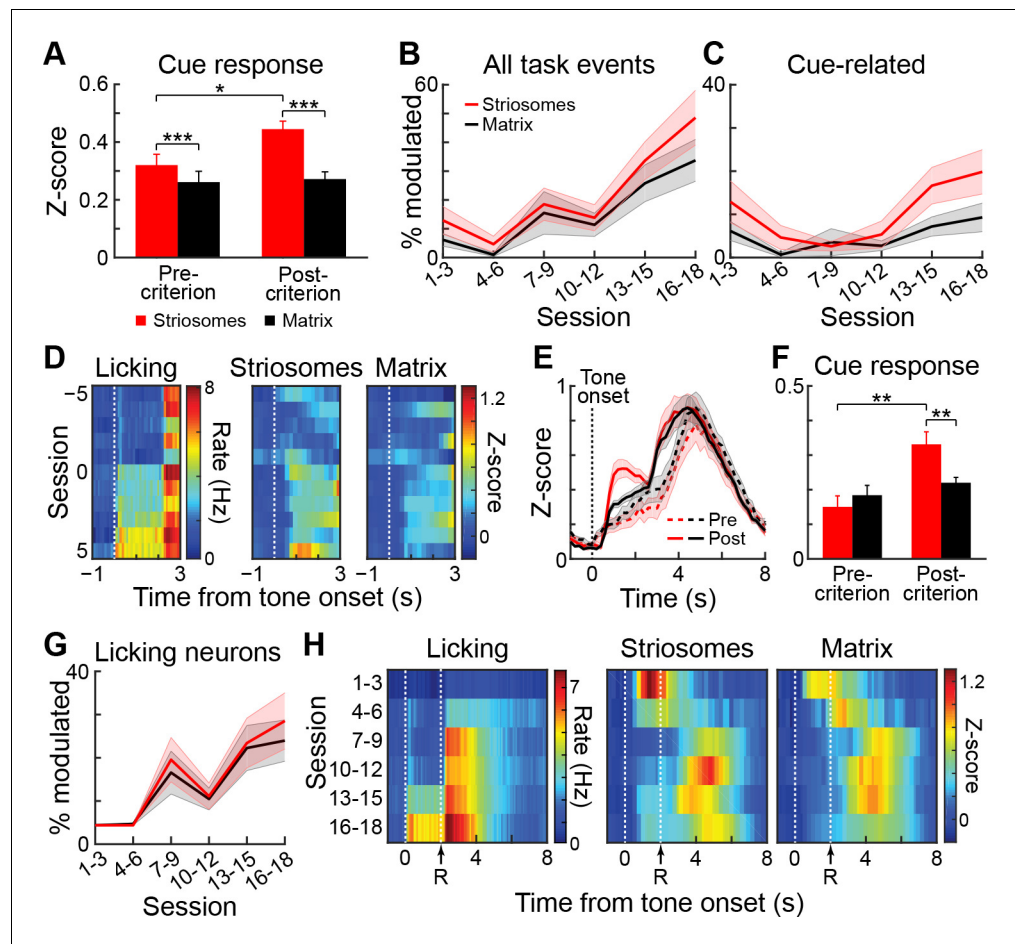 A
Cue response
Z-score
0.6
0.4
0.2
0
*
***
***
Pre-
criterion
Post-
criterion
Striosomes
Matrix
B
All task events
% modulated
60
0
Striosomes
Matrix
1-3
4-6
7-9
10-12
13-15
16-18
Session
C
Cue-related
40
0
1-3
4-6
7-9
10-12
13-15
16-18
Session
D
Licking
Striosomes
Matrix
Session
−5
0
5
8
0
Rate (Hz)
1.2
0
Z-score
−1
3
−1
3
−1
3
Time from tone onset (s)
E
Tone
onset
Z-score
1
0
Pre
Post
0
4
8
Time (s)
F
Cue response
0.5
0
**
**
Pre-
criterion
Post-
criterion
G
Licking neurons
% modulated
40
0
1-3
4-6
7-9
10-12
13-15
16-18
Session
H
Licking
Striosomes
Matrix
Session
1-3
4-6
7-9
10-12
13-15
16-18
7
0
Rate (Hz)
1.2
0
Z-score
0
4
8
0
4
8
0
4
8
R
R
R
Time from tone onset (s)